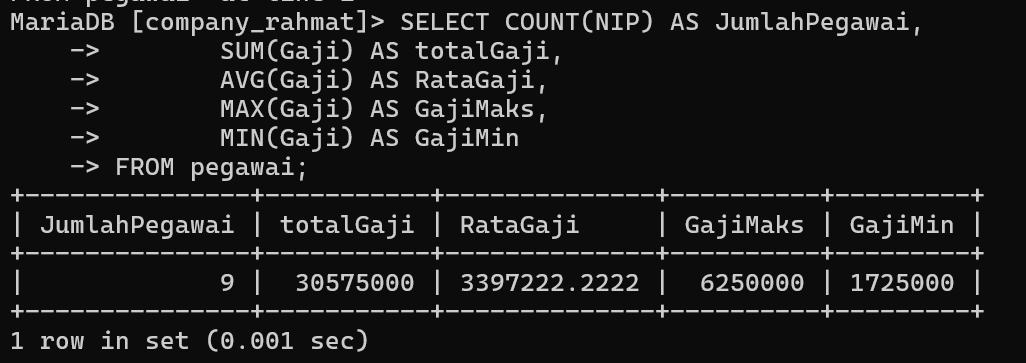 MariaDB [company_rahmat]> SELECT COUNT(NIP) AS JumlahPegawai,
    ->        SUM(Gaji) AS totalGaji,
    ->        AVG(Gaji) AS RataGaji,
    ->        MAX(Gaji) AS GajiMaks,
    ->        MIN(Gaji) AS GajiMin
    -> FROM pegawai;
+---------------+-----------+--------------+----------+---------+
| JumlahPegawai | totalGaji | RataGaji     | GajiMaks | GajiMin |
+---------------+-----------+--------------+----------+---------+
|             9 |  30575000 | 3397222.2222 |  6250000 | 1725000 |
+---------------+-----------+--------------+----------+---------+
1 row in set (0.001 sec)